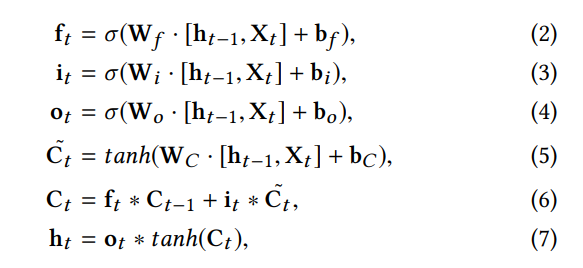 f_t = σ(W_f · [h_{t−1}, X_t] + b_f), (2)
i_t = σ(W_i · [h_{t−1}, X_t] + b_i), (3)
o_t = σ(W_o · [h_{t−1}, X_t] + b_o), (4)
C̃_t = tanh(W_C · [h_{t−1}, X_t] + b_C), (5)
C_t = f_t ∗ C_{t−1} + i_t ∗ C̃_t, (6)
h_t = o_t ∗ tanh(C_t), (7)